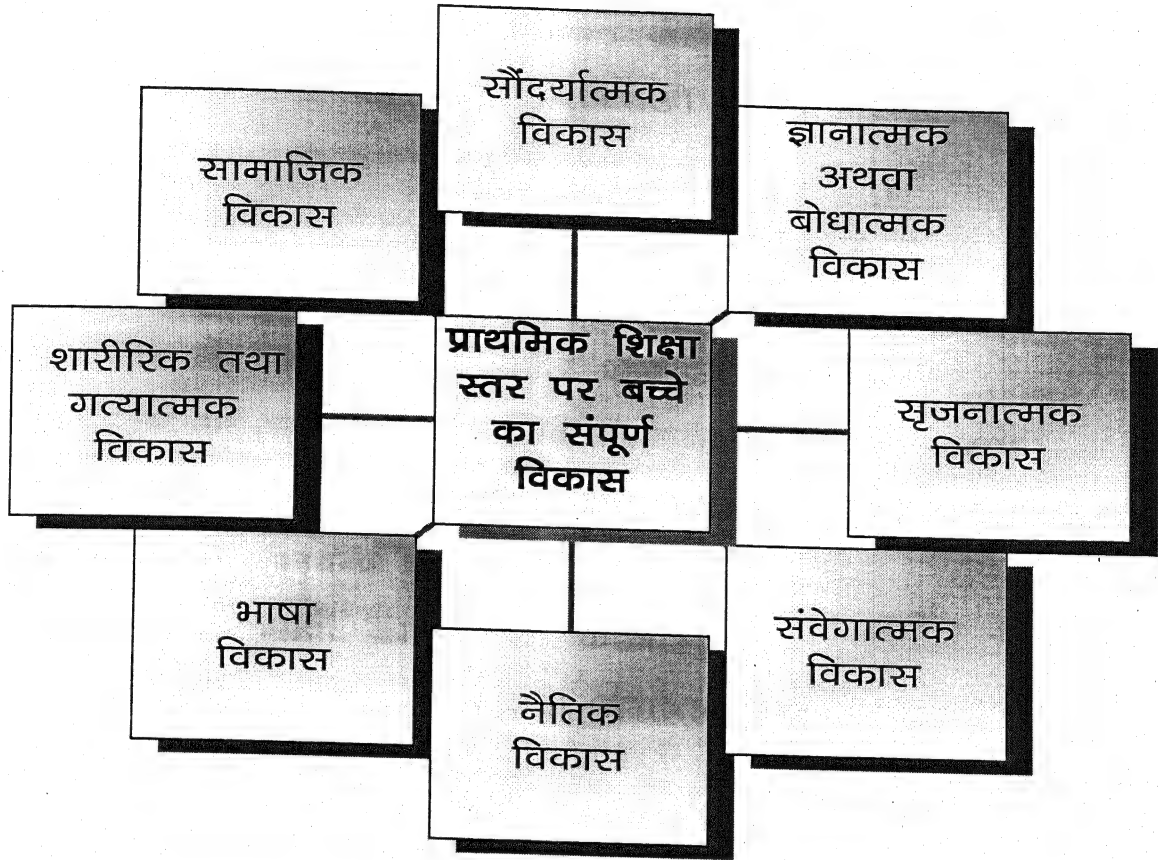 सौंदर्यात्मक
विकास
सामाजिक
विकास
ज्ञानात्मक
अथवा
बोधात्मक
विकास
शारीरिक तथा
गत्यात्मक
विकास
प्राथमिक शिक्षा
स्तर पर बच्चे
का संपूर्ण
विकास
सृजनात्मक
विकास
भाषा
विकास
नैतिक
विकास
संवेगात्मक
विकास